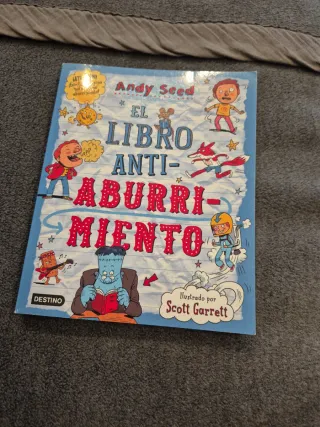 Andy Seed
EL
LIBRO
ANTI-
ABURRI-
MIENTO
Ilustrado por
Scott Garrett
DESTINO